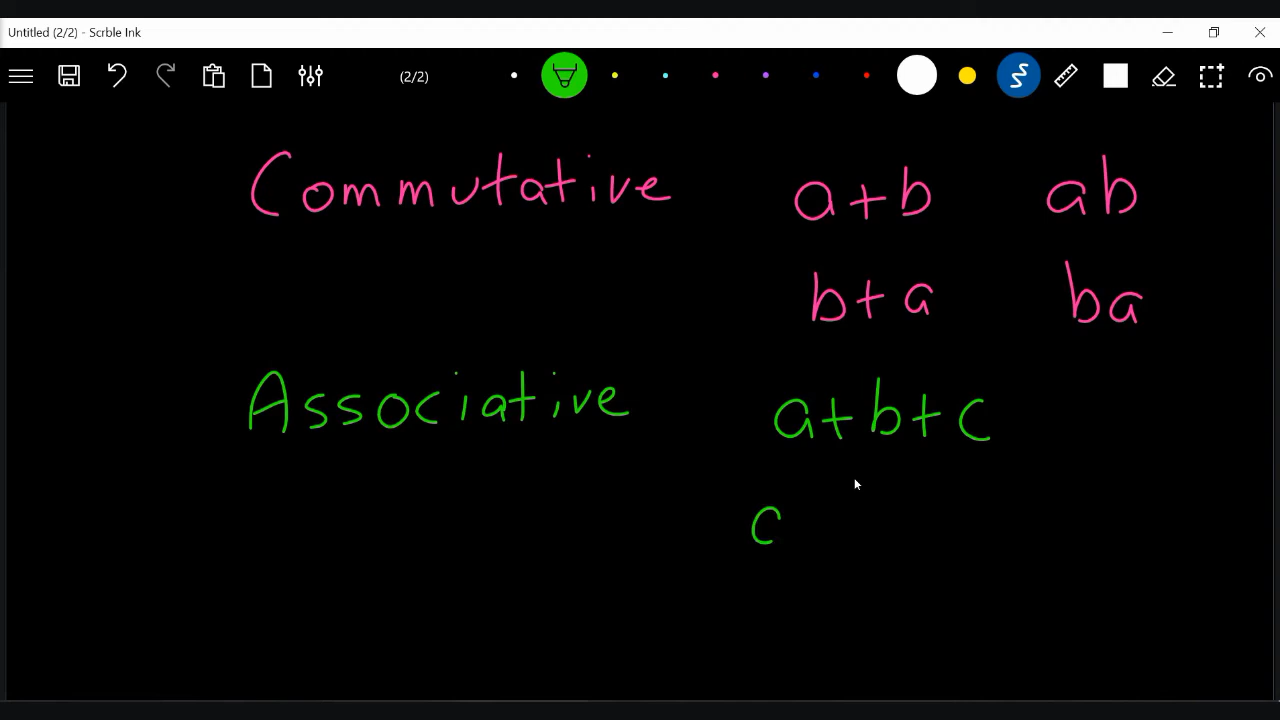 Untitled (2/2) - Scrble Ink
(2/2)
Commutative a+b ab
b+a ba
Associative a+b+c
c